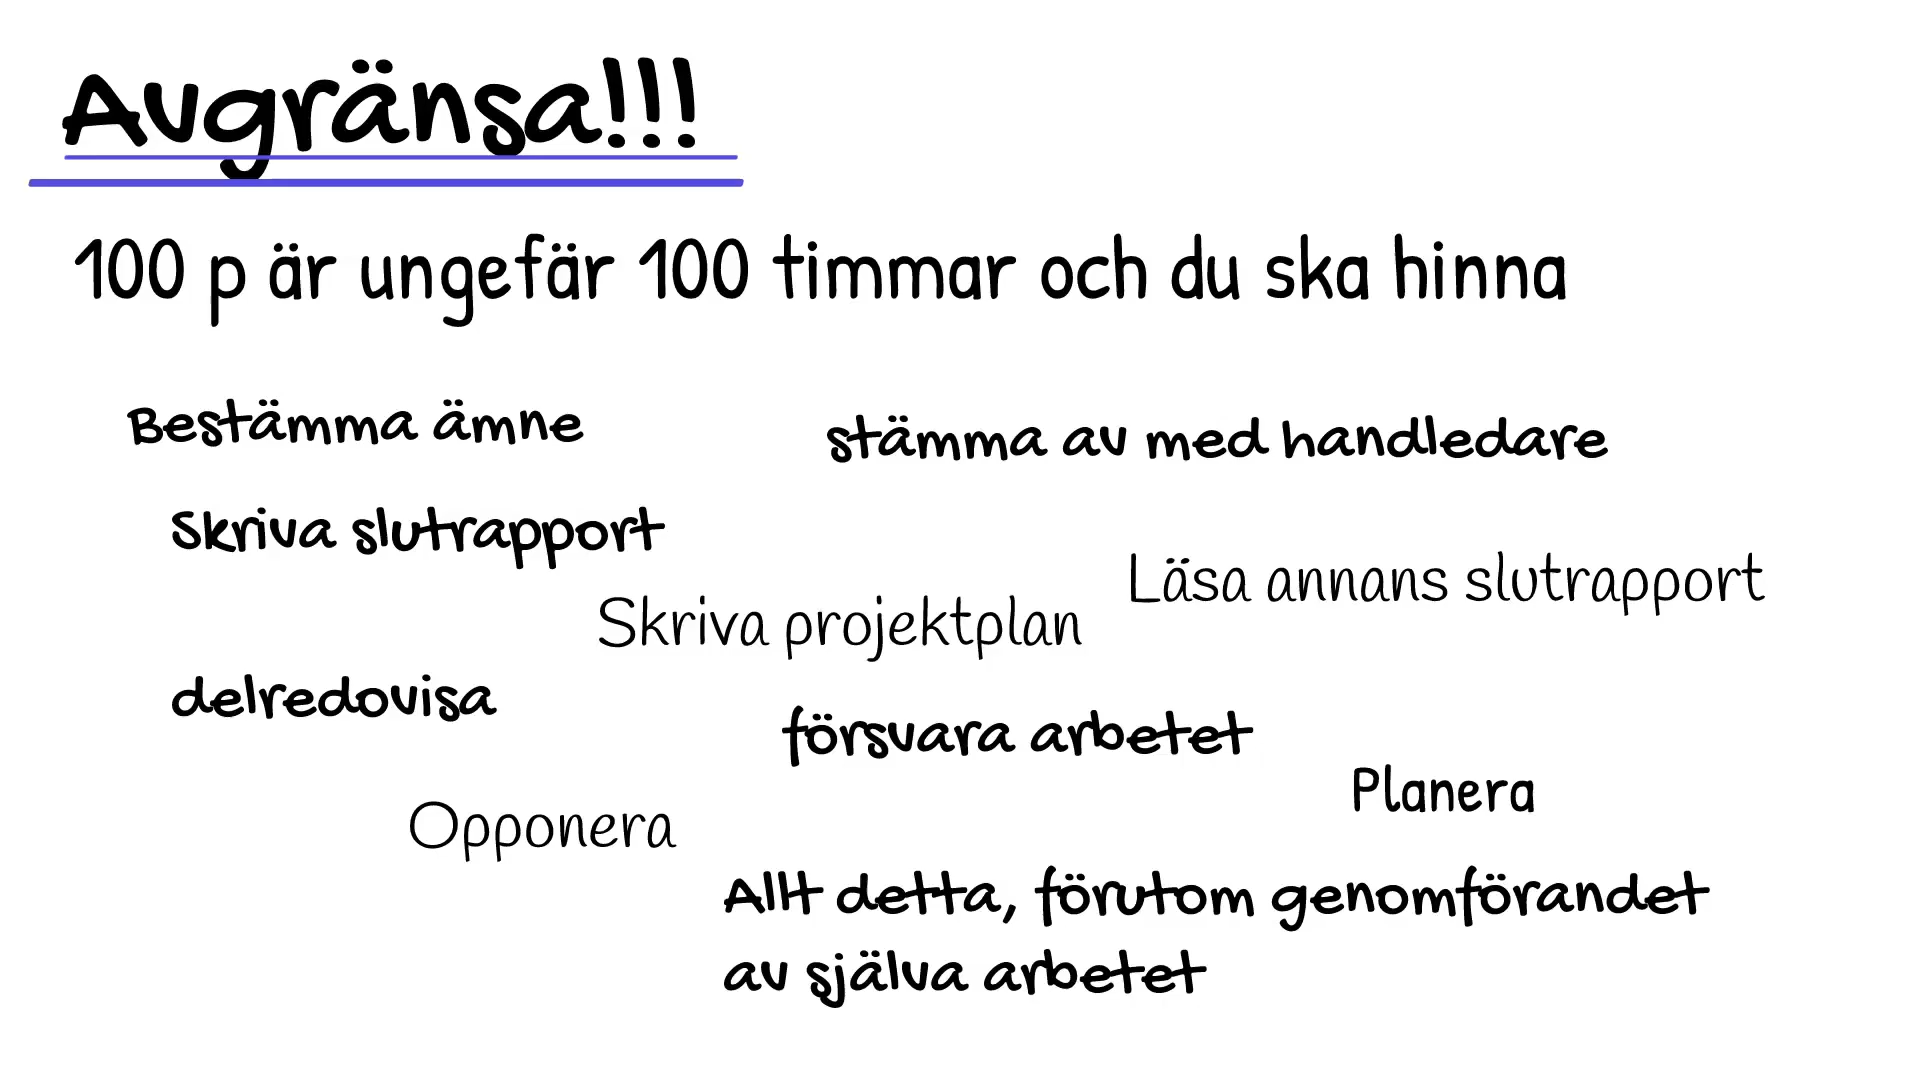 Avgränsa!!!
100 p är ungefär 100 timmar och du ska hinna
Bestämma ämne
stämma av med handledare
Skriva slutrapport
Läsa annans slutrapport
Skriva projektplan
delredovisa
försvara arbetet
Planera
Opponera
Allt detta, förutom genomförandet
av själva arbetet